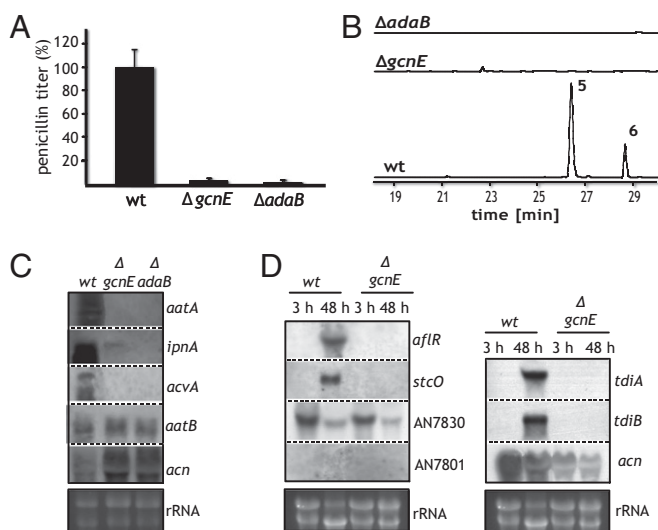 A
penicillin titer (%)
120
100
80
60
40
20
wt
ΔgcnE
ΔadaB
B
ΔadaB
ΔgcnE
wt
5
6
19
21
23
25
27
29
time [min]
C
wt
Δ gcnE
Δ adaB
aatA
ipnA
acvA
aatB
acn
rRNA
D
wt
Δ gcnE
3 h 48 h 3 h 48 h
aflR
stcO
AN7830
AN7801
rRNA
wt
Δ gcnE
3 h 48 h 3 h 48 h
tdiA
tdiB
acn
rRNA